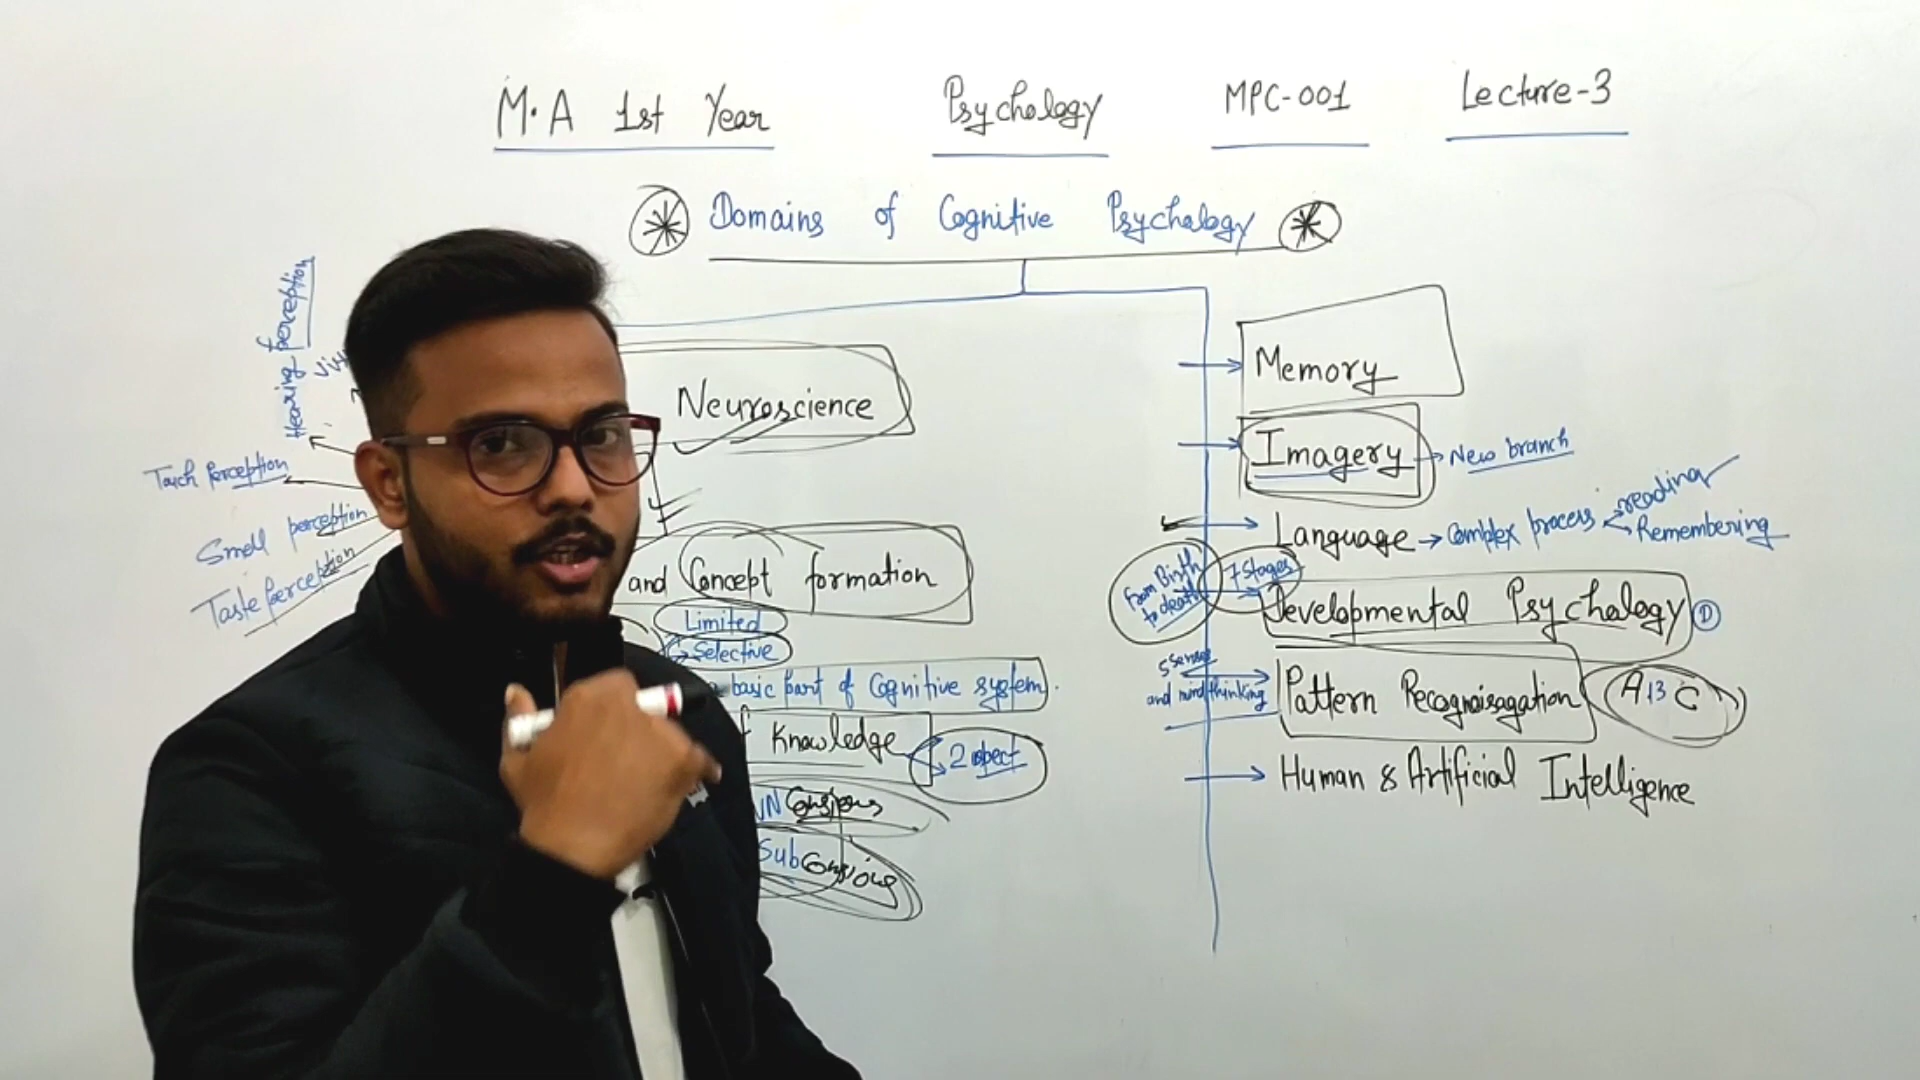 M.A 1st Year Psychology MPC-001 Lecture-3
Domains of Cognitive Psychology
Hearing perception
Touch Perception
Smell perception
Taste perception
Neuroscience
and Concept formation
Limited
Selective
basic part of Cognitive system.
Knowledge
2 aspect
Memory
Imagery → New branch
Language → Complex process
reading
Remembering
from Birth
to death
7 Stages
Developmental Psychology D
5 sense
and mind thinking
Pattern Recognisagation
A 13 C
Human & Artificial Intelligence